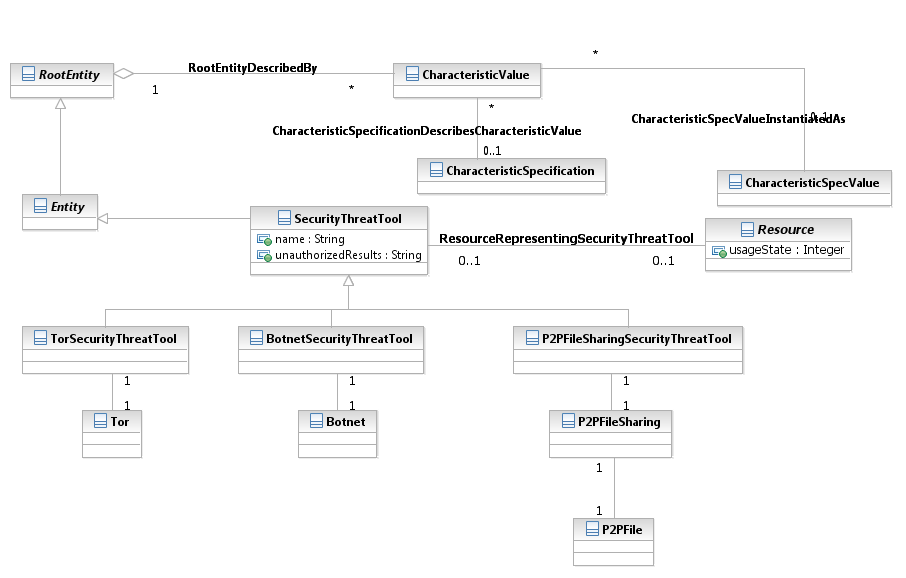 *
RootEntityDescribedBy
RootEntity
CharacteristicValue
1
*
*
0..1
CharacteristicSpecValueInstantiatedAs
CharacteristicSpecificationDescribesCharacteristicValue
0..1
CharacteristicSpecification
CharacteristicSpecValue
Entity
SecurityThreatTool
name : String
unauthorizedResults : String
ResourceRepresentingSecurityThreatTool
0..1
0..1
Resource
usageState : Integer
TorSecurityThreatTool
BotnetSecurityThreatTool
P2PFileSharingSecurityThreatTool
1
1
1
1
1
1
Tor
Botnet
P2PFileSharing
1
1
P2PFile